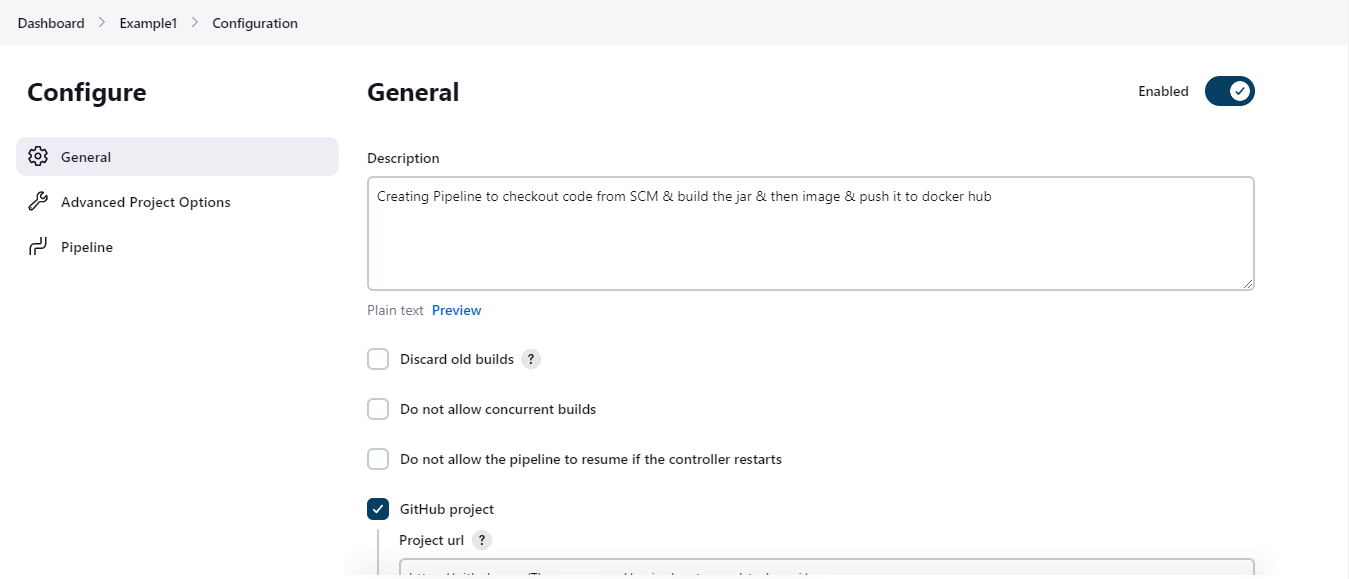 Dashboard > Example1 > Configuration
Configure
General
Advanced Project Options
Pipeline
General
Enabled
Description
Creating Pipeline to checkout code from SCM & build the jar & then image & push it to docker hub
Plain text Preview
Discard old builds ?
Do not allow concurrent builds
Do not allow the pipeline to resume if the controller restarts
GitHub project
Project url ?